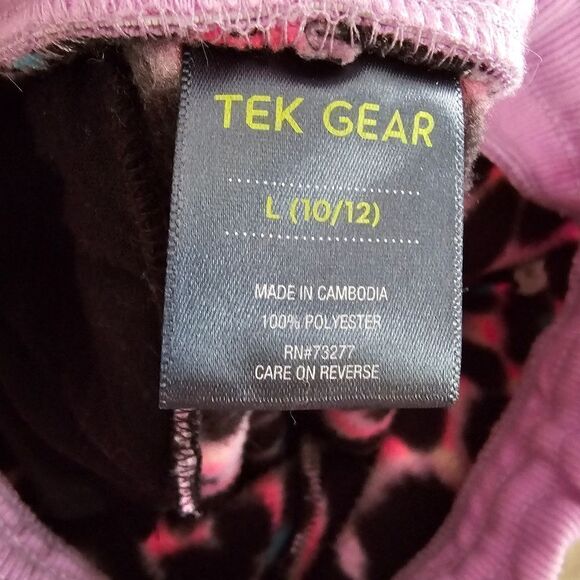 TEK GEAR
L (10/12)
MADE IN CAMBODIA
100% POLYESTER
RN#73277
CARE ON REVERSE